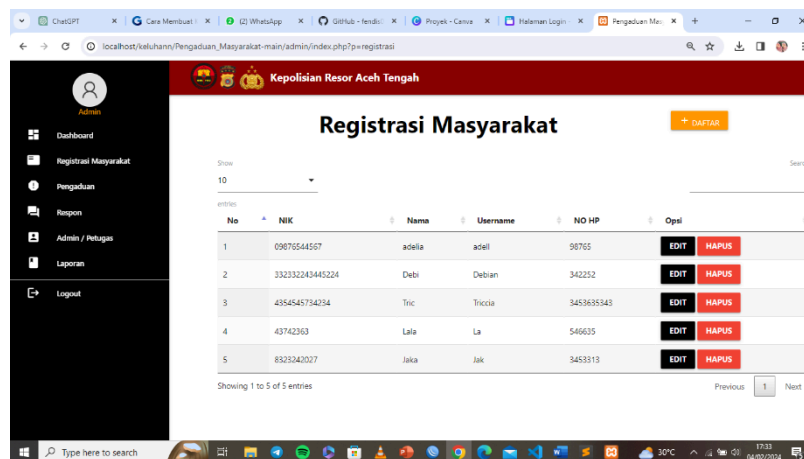 ChatGPT
Cara Membuat
(2) WhatsApp
GitHub - fendis
Proyek - Canva
Halaman Login -
Pengaduan Mas
localhost/keluhann/Pengaduan_Masyarakat-main/admin/index.php?p=registrasi
Kepolisian Resor Aceh Tengah
Admin
Dashboard
Registrasi Masyarakat
Pengaduan
Respon
Admin / Petugas
Laporan
Logout
Registrasi Masyarakat
+ DAFTAR
Show
10
entries
No NIK Nama Username NO HP Opsi
1 09876544567 adelia adell 98765 EDIT HAPUS
2 332332243445224 Debi Debian 342252 EDIT HAPUS
3 4354545734234 Tric Triccia 3453635343 EDIT HAPUS
4 43742363 Lala La 546635 EDIT HAPUS
5 8323242027 Jaka Jak 3453313 EDIT HAPUS
Showing 1 to 5 of 5 entries
Previous 1 Next
Type here to search
30°C
17:33
04/02/2024